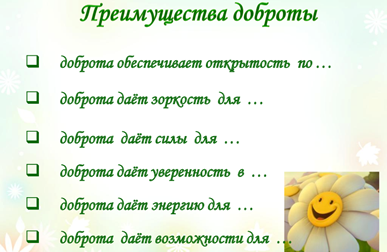 Преимущества доброты
доброта обеспечивает открытость по …
доброта даёт зоркость для …
доброта даёт силы для …
доброта даёт уверенность в …
доброта даёт энергию для …
доброта даёт возможности для …